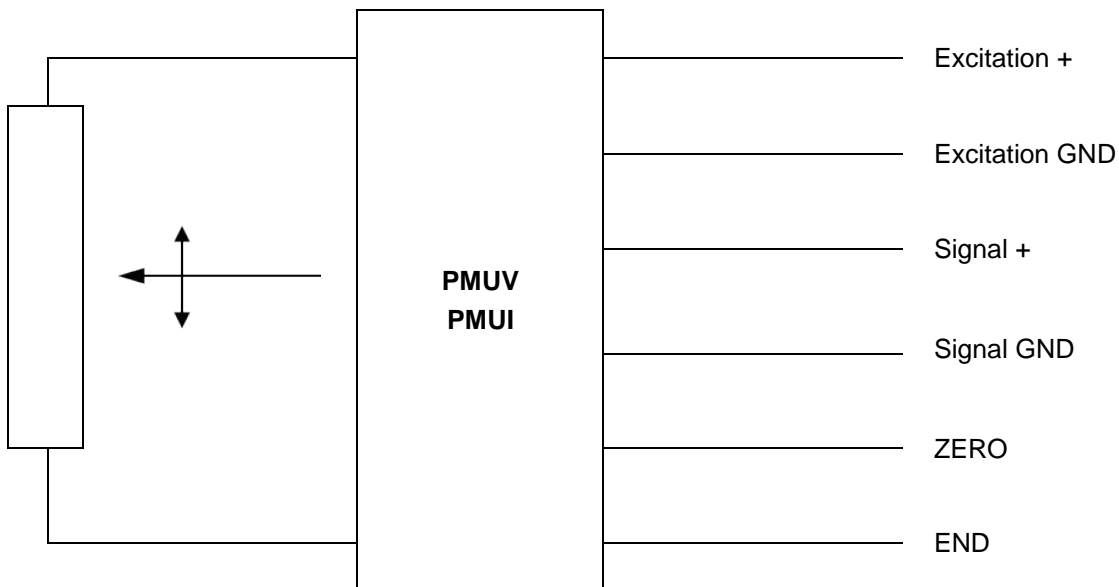 Excitation +
Excitation GND
Signal +
PMUV
PMUI
Signal GND
ZERO
END